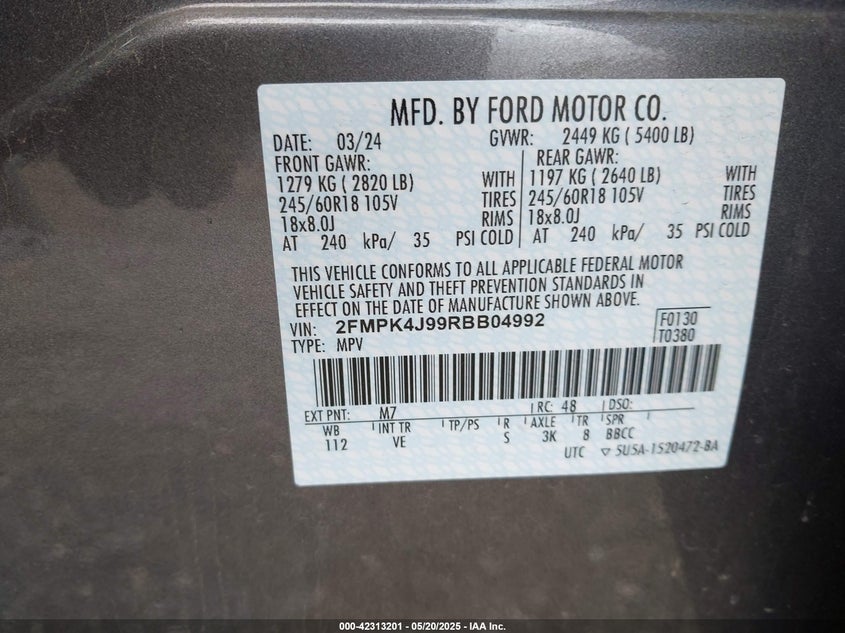 MFD. BY FORD MOTOR CO.
DATE: 03/24 GVWR: 2449 KG ( 5400 LB)
FRONT GAWR: REAR GAWR:
1279 KG ( 2820 LB) WITH 1197 KG ( 2640 LB) WITH
245/60R18 105V TIRES 245/60R18 105V TIRES
18x8.0J RIMS 18x8.0J RIMS
AT 240 kPa/ 35 PSI COLD AT 240 kPa/ 35 PSI COLD
THIS VEHICLE CONFORMS TO ALL APPLICABLE FEDERAL MOTOR
VEHICLE SAFETY AND THEFT PREVENTION STANDARDS IN
EFFECT ON THE DATE OF MANUFACTURE SHOWN ABOVE.
VIN: 2FMPK4J99RBB04992 F0130
TYPE: MPV T0380
EXT PNT: M7 RC: 48 DSO:
WB INT TR TP/PS R AXLE TR SPR
112 VE S 3K 8 BBCC
UTC ▽ 5U5A-1520472-BA
000-42313201 - 05/20/2025 - IAA Inc.